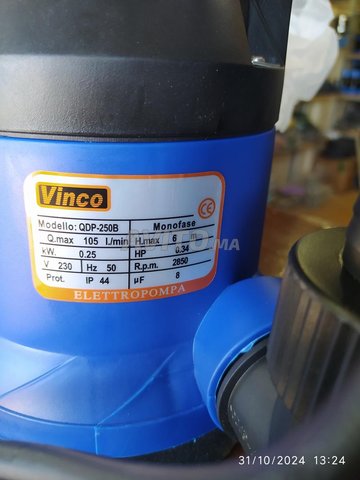 Vinco
CE
Modello: QDP-250B Monofase
Q.max 105 l./min H.max 6 m
kW. 0.25 HP 0.34
V 230 Hz 50 R.p.m. 2850
Prot. IP 44 µF 8
ELETTROPOMPA
31/10/2024 13:24